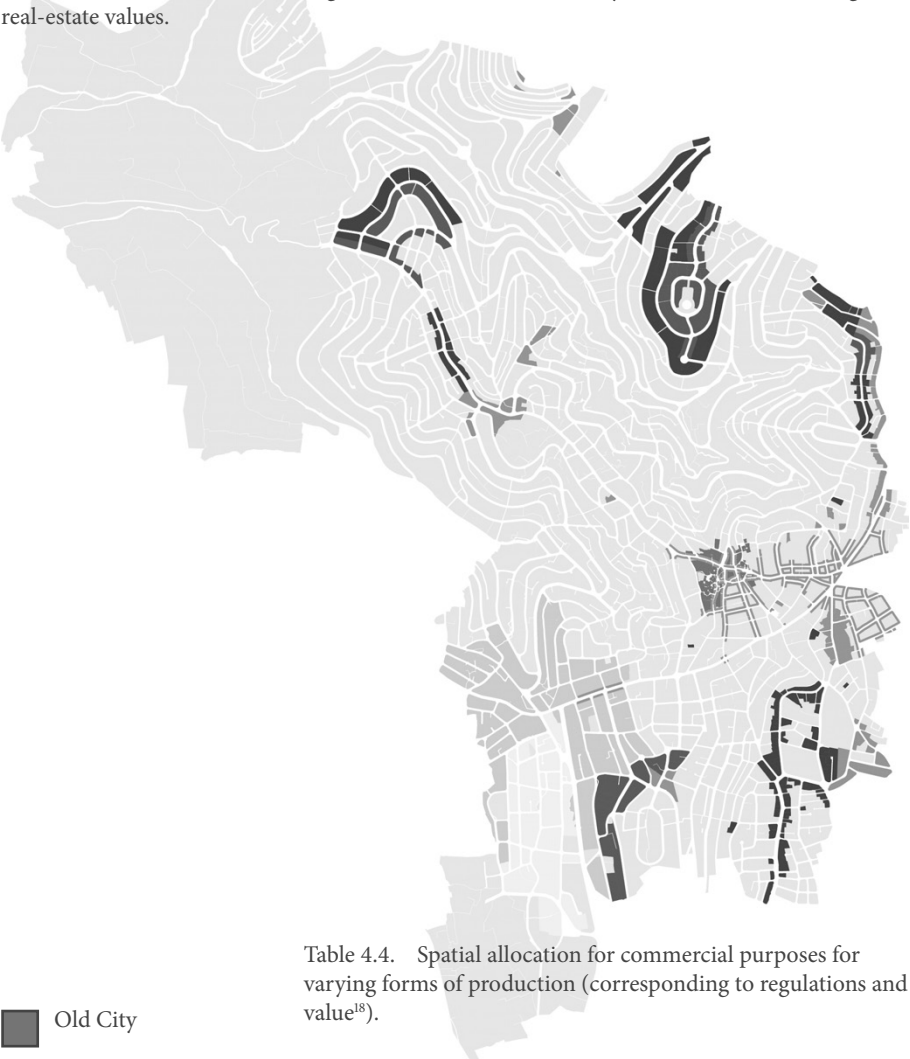 real-estate values.
Table 4.4. Spatial allocation for commercial purposes for
varying forms of production (corresponding to regulations and
value¹⁸).
Old City